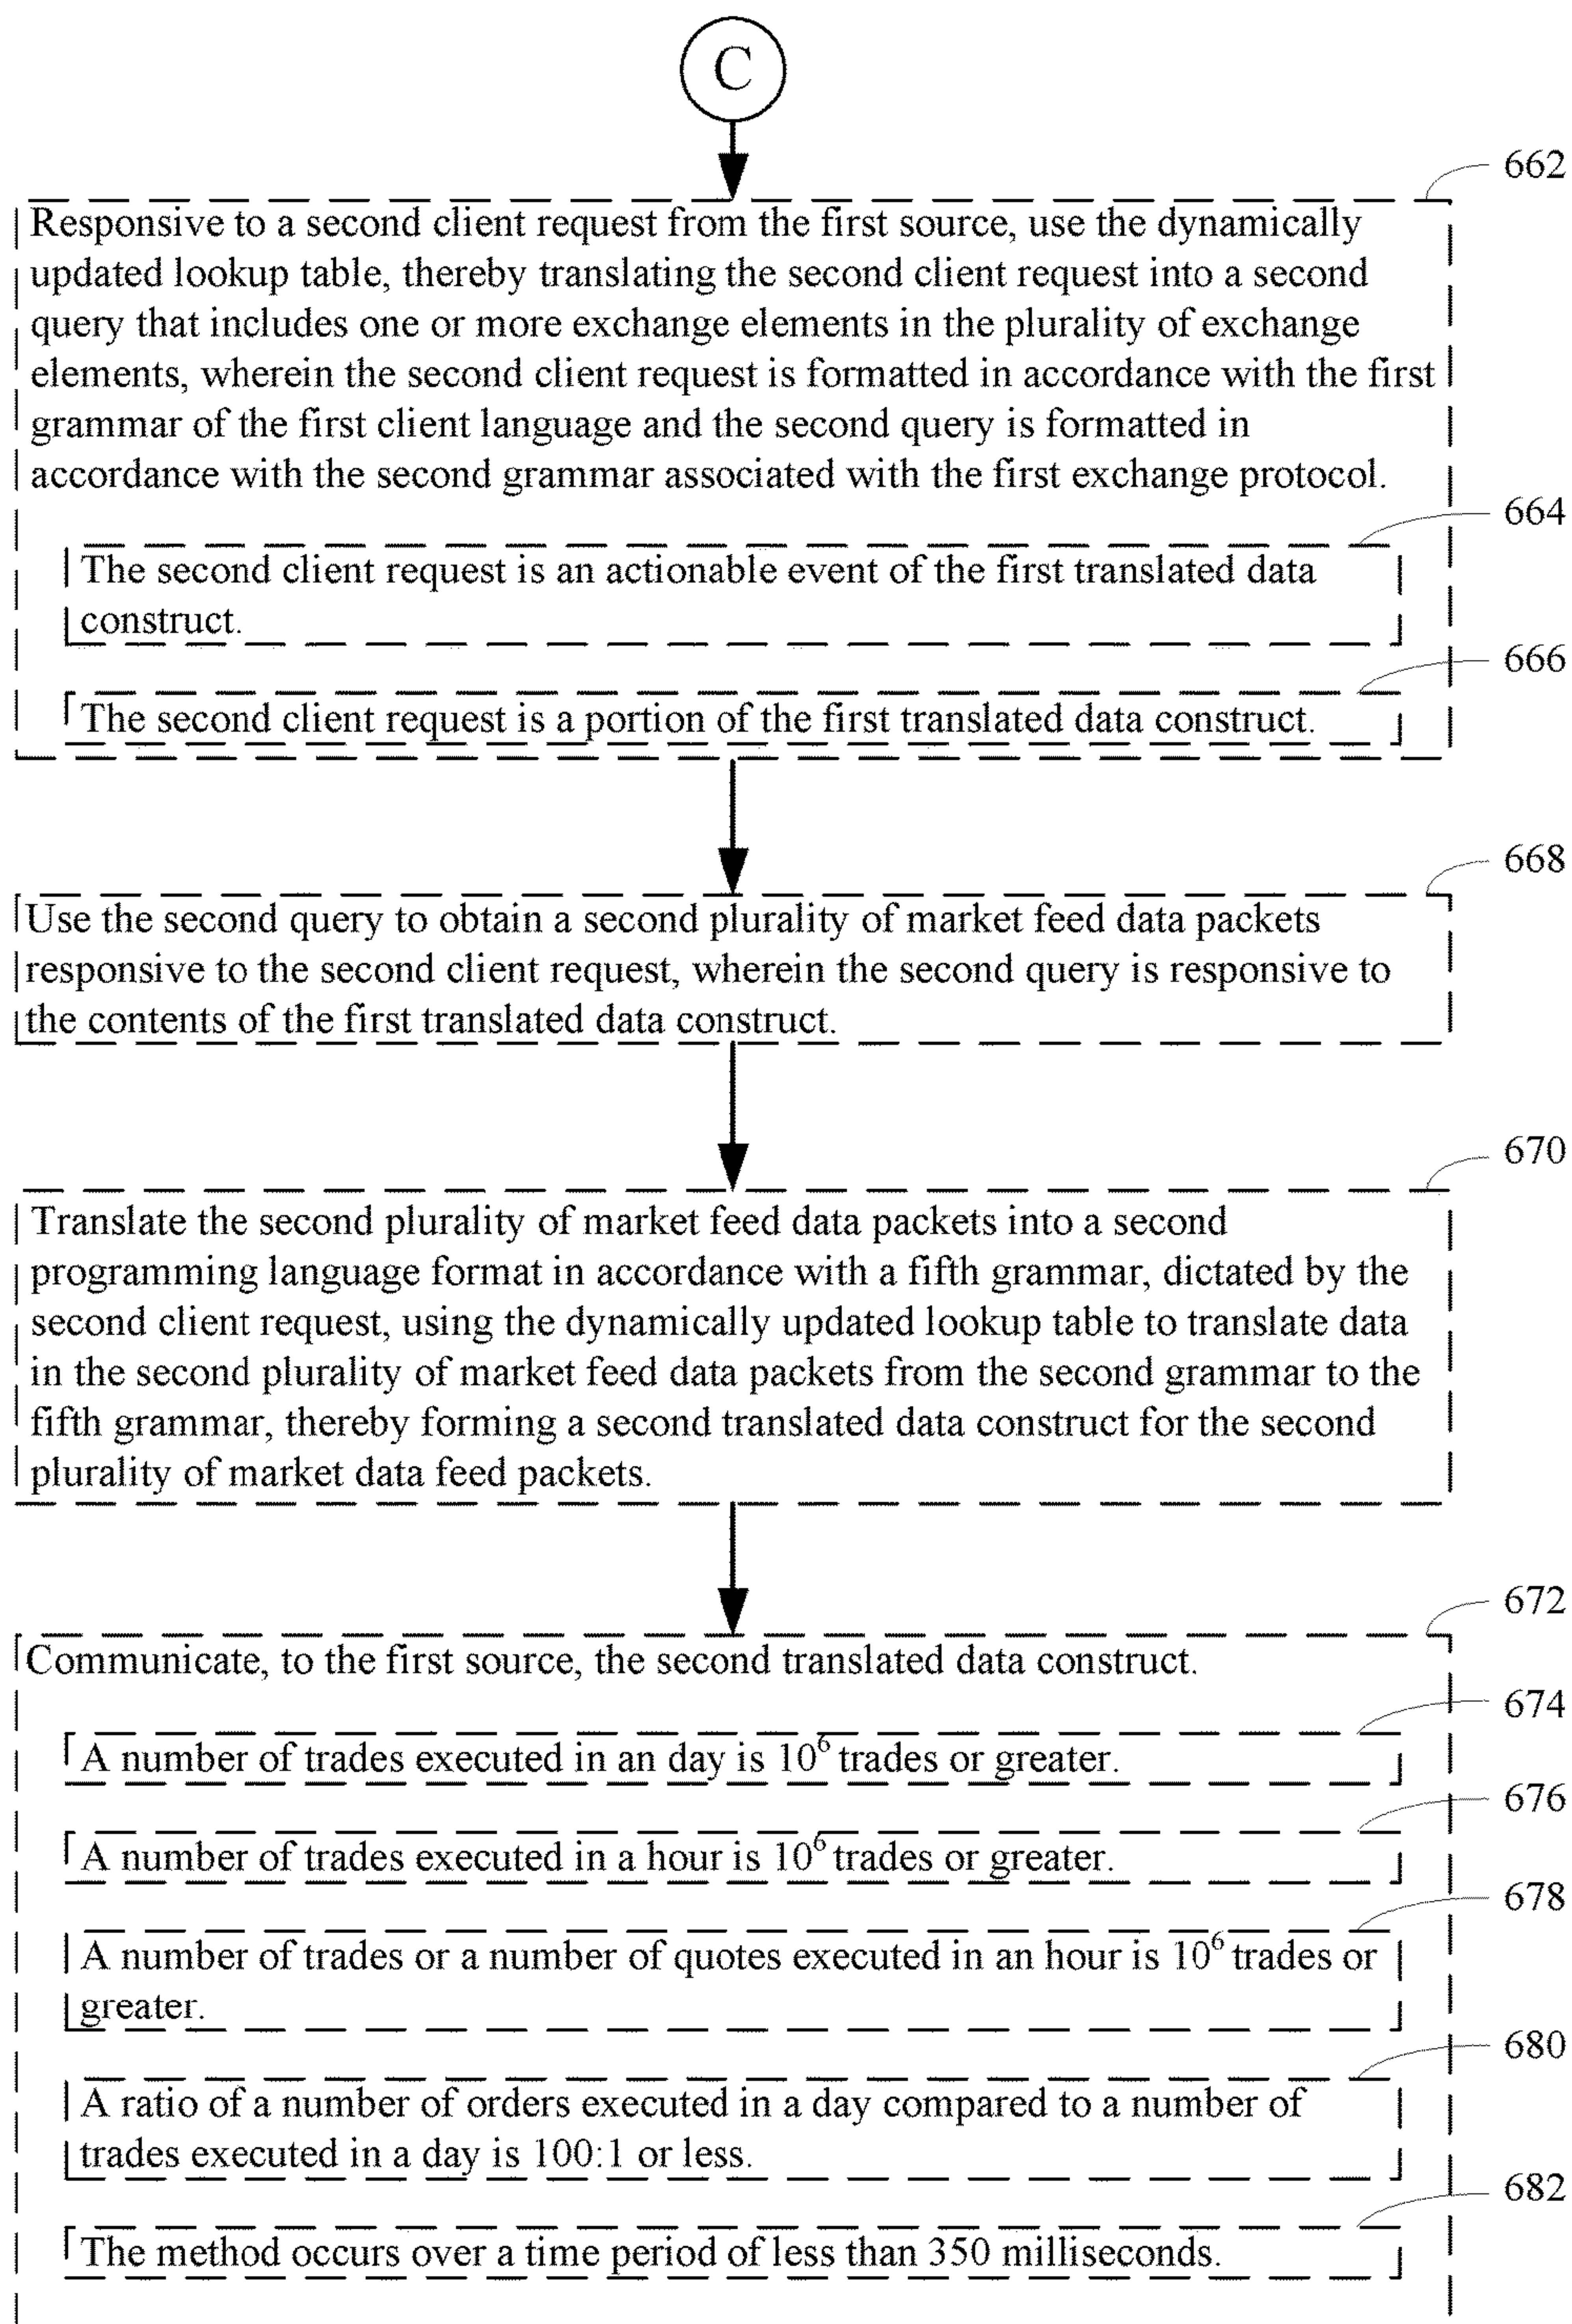 C
662
Responsive to a second client request from the first source, use the dynamically
updated lookup table, thereby translating the second client request into a second
query that includes one or more exchange elements in the plurality of exchange
elements, wherein the second client request is formatted in accordance with the first
grammar of the first client language and the second query is formatted in
accordance with the second grammar associated with the first exchange protocol.
664
The second client request is an actionable event of the first translated data
construct.
666
The second client request is a portion of the first translated data construct.
668
Use the second query to obtain a second plurality of market feed data packets
responsive to the second client request, wherein the second query is responsive to
the contents of the first translated data construct.
670
Translate the second plurality of market feed data packets into a second
programming language format in accordance with a fifth grammar, dictated by the
second client request, using the dynamically updated lookup table to translate data
in the second plurality of market feed data packets from the second grammar to the
fifth grammar, thereby forming a second translated data construct for the second
plurality of market data feed packets.
672
Communicate, to the first source, the second translated data construct.
674
A number of trades executed in an day is 10⁶ trades or greater.
676
A number of trades executed in a hour is 10⁶ trades or greater.
678
A number of trades or a number of quotes executed in an hour is 10⁶ trades or
greater.
680
A ratio of a number of orders executed in a day compared to a number of
trades executed in a day is 100:1 or less.
682
The method occurs over a time period of less than 350 milliseconds.